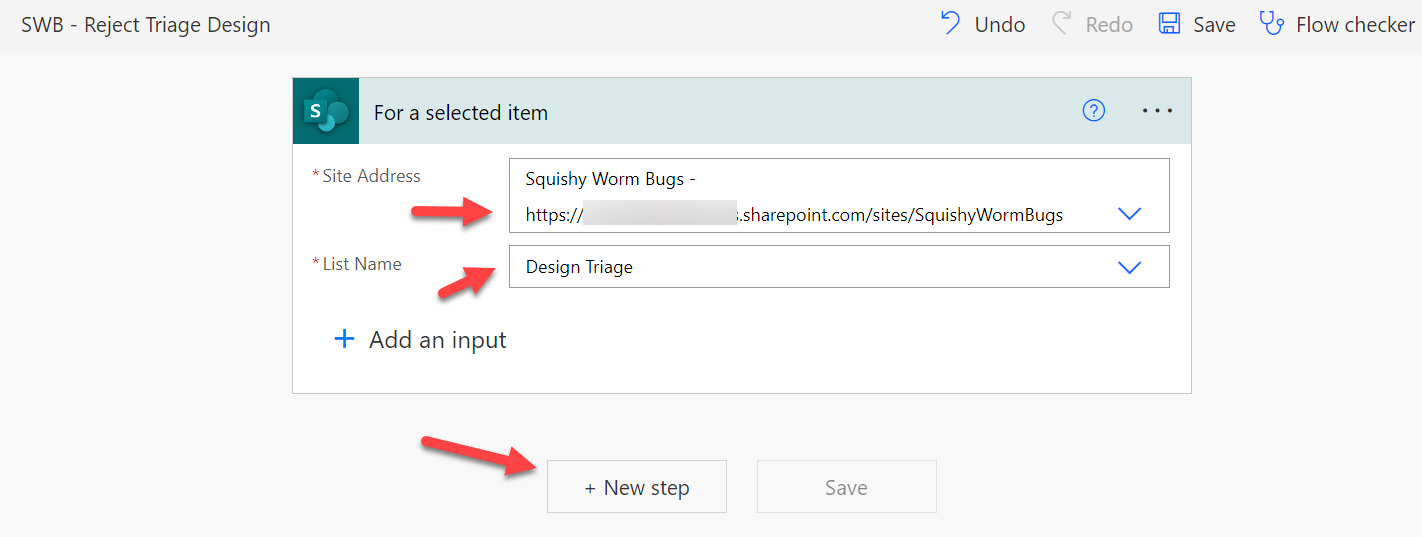 SWB - Reject Triage Design
Undo
Redo
Save
Flow checker
S
For a selected item
?
* Site Address
Squishy Worm Bugs -
https:// .sharepoint.com/sites/SquishyWormBugs
* List Name
Design Triage
+ Add an input
+ New step
Save